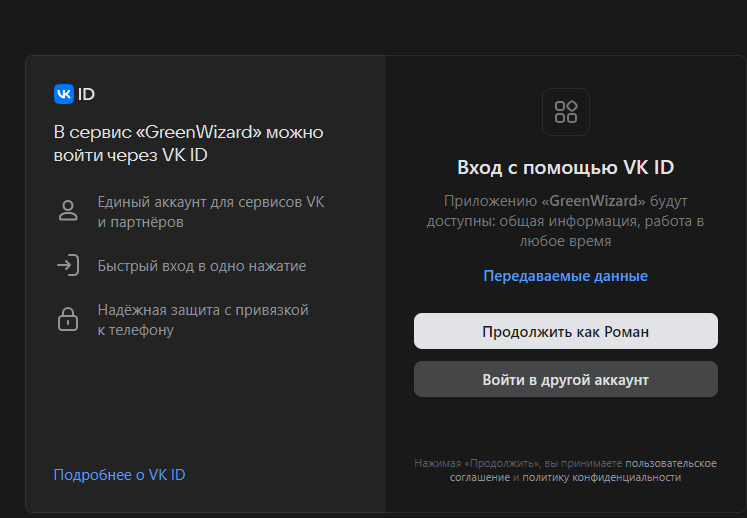 VK ID
В сервис «GreenWizard» можно
войти через VK ID
Единый аккаунт для сервисов VK
и партнёров
Быстрый вход в одно нажатие
Надёжная защита с привязкой
к телефону
Подробнее о VK ID
Вход с помощью VK ID
Приложению «GreenWizard» будут
доступны: общая информация, работа в
любое время
Передаваемые данные
Продолжить как Роман
Войти в другой аккаунт
Нажимая «Продолжить», вы принимаете пользовательское
соглашение и политику конфиденциальности